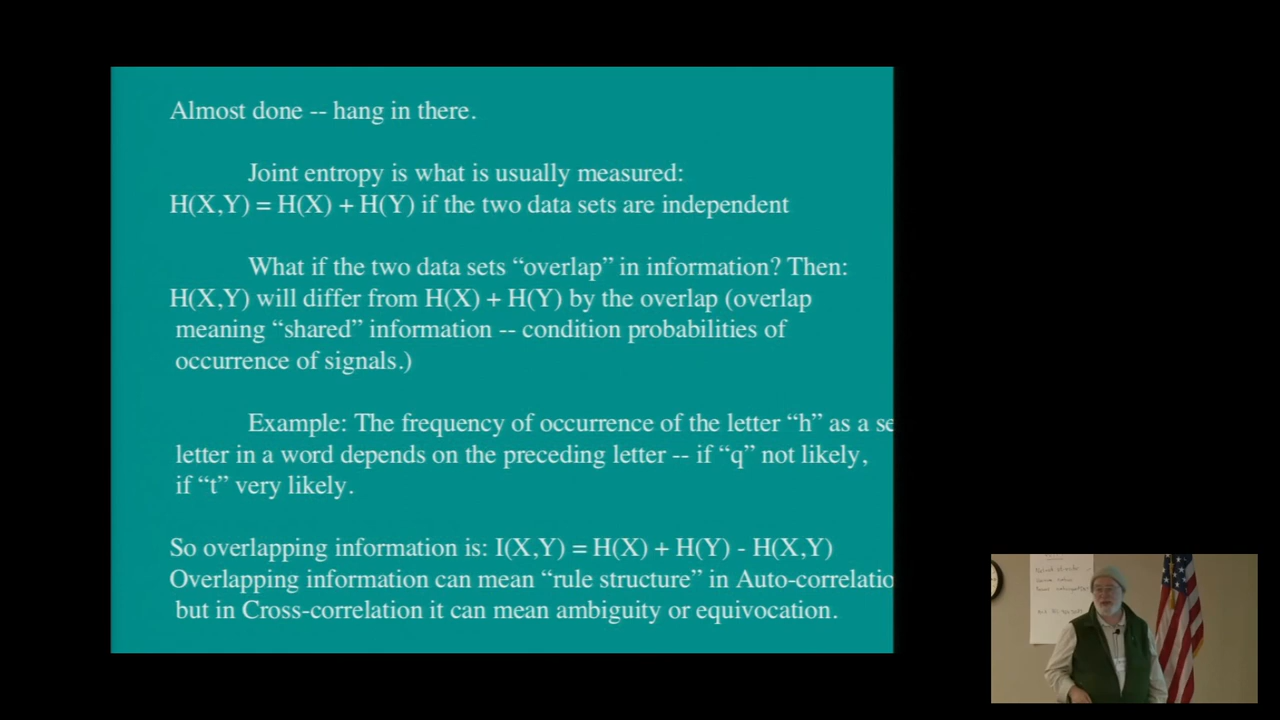 Almost done -- hang in there.
Joint entropy is what is usually measured:
H(X,Y) = H(X) + H(Y) if the two data sets are independent
What if the two data sets “overlap” in information? Then:
H(X,Y) will differ from H(X) + H(Y) by the overlap (overlap
meaning “shared” information -- condition probabilities of
occurrence of signals.)
Example: The frequency of occurrence of the letter “h” as a se
letter in a word depends on the preceding letter -- if “q” not likely,
if “t” very likely.
So overlapping information is: I(X,Y) = H(X) + H(Y) - H(X,Y)
Overlapping information can mean “rule structure” in Auto-correlatio
but in Cross-correlation it can mean ambiguity or equivocation.